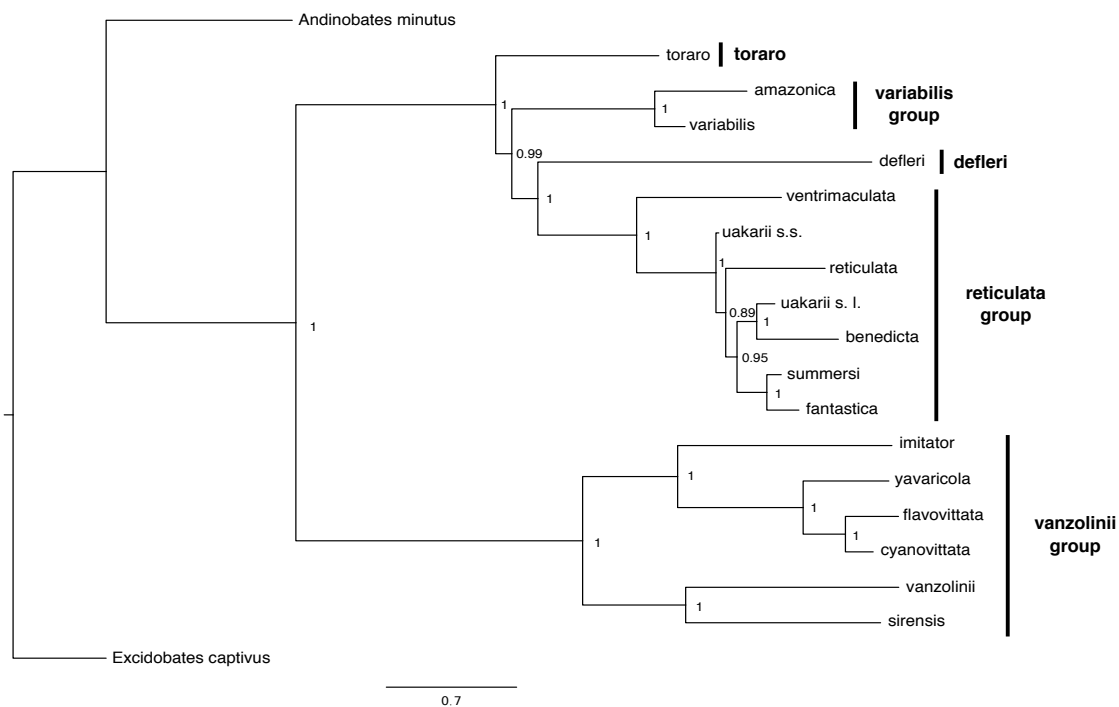 Andinobates minutus
toraro toraro
1
amazonica
variabilis
group
1
variabilis
0.99
defleri defleri
1
ventrimaculata
1
uakarii s.s.
1
reticulata
reticulata
group
uakarii s. l.
0.89
1
benedicta
1
0.95
summersi
1
fantastica
imitator
1
yavaricola
1
flavovittata
vanzolinii
group
1
cyanovittata
1
vanzolinii
1
sirensis
Excidobates captivus
0.7